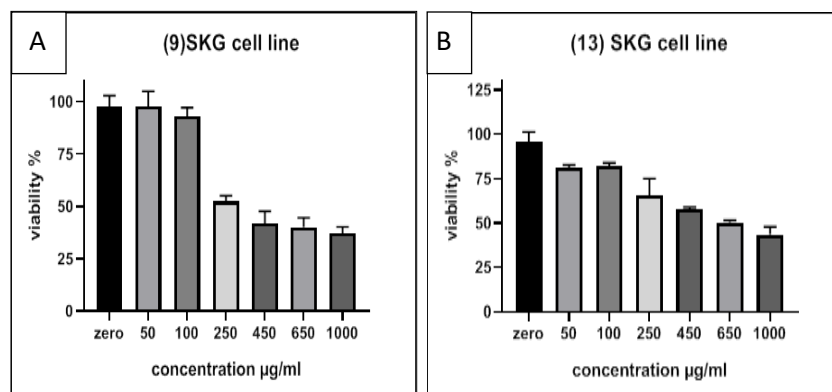 A
(9)SKG cell line
100
75
50
25
0
viability %
zero 50 100 250 450 650 1000
concentration µg/ml
B
(13) SKG cell line
125
100
75
50
25
0
viability %
zero 50 100 250 450 650 1000
concentration µg/ml